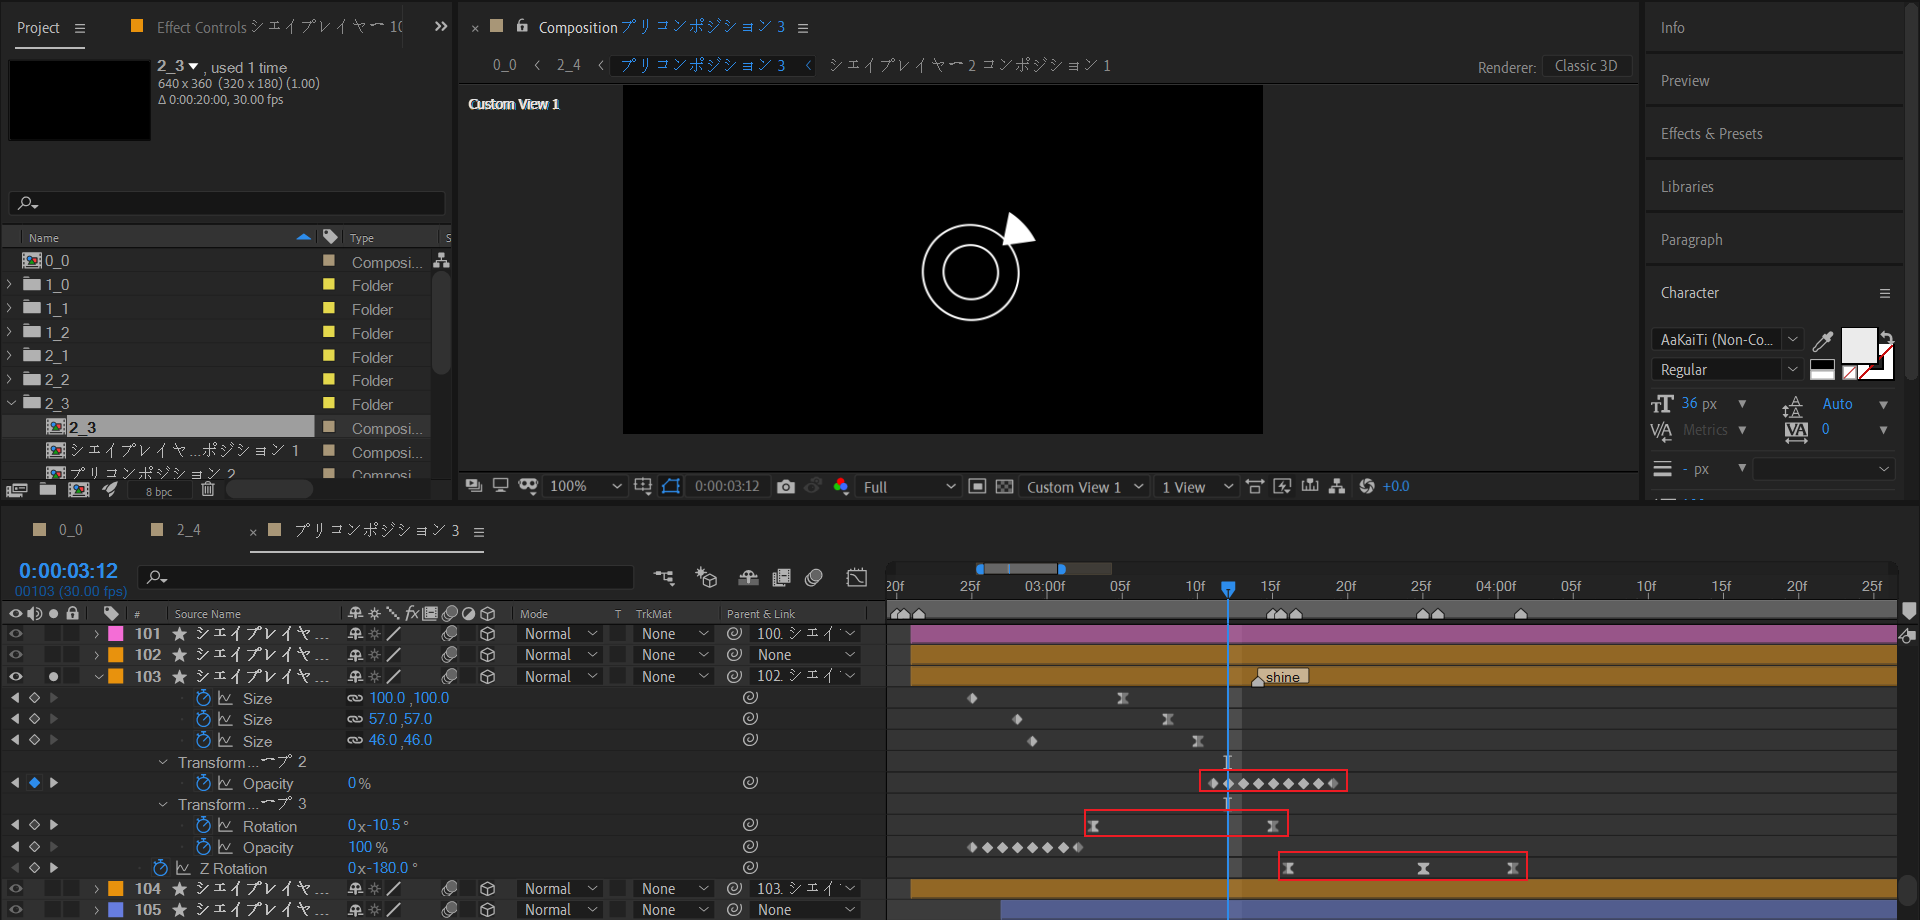 Project
Effect Controls シェイプレイヤー 10
2_3 , used 1 time
640 x 360 (320 x 180) (1.00)
Δ 0:00:20:00, 30.00 fps
Name
Type
S
0_0
Composi...
1_0
Folder
1_1
Folder
1_2
Folder
2_1
Folder
2_2
Folder
2_3
Folder
2_3
Composi...
シェイプレイヤ...ポジション 1
Composi...
プリコンポジション 2
Composi...
8 bpc
Composition プリコンポジション 3
0_0
2_4
プリコンポジション 3
シェイプレイヤー 2 コンポジション 1
Renderer: Classic 3D
Custom View 1
100%
0:00:03:12
Full
Custom View 1
1 View
+0.0
Info
Preview
Effects & Presets
Libraries
Paragraph
Character
AaKaiTi (Non-Co...
Regular
36 px
Auto
Metrics
0
- px
0_0
2_4
プリコンポジション 3
0:00:03:12
00103 (30.00 fps)
20f 25f 03:00f 05f 10f 15f 20f 25f 04:00f 05f 10f 15f 20f 25f
# Source Name fx Mode T TrkMat Parent & Link
101 シェイプレイヤ... Normal None 100. シェイ
102 シェイプレイヤ... Normal None None
103 シェイプレイヤ... Normal None 102. シェイ
shine
Size 100.0 ,100.0
Size 57.0 ,57.0
Size 46.0 ,46.0
Transform...ープ 2
Opacity 0 %
Transform...ープ 3
Rotation 0 x -10.5 °
Opacity 100 %
Z Rotation 0 x -180.0 °
104 シェイプレイヤ... Normal None 103. シェイ
105 シェイプレイヤ... Normal None None